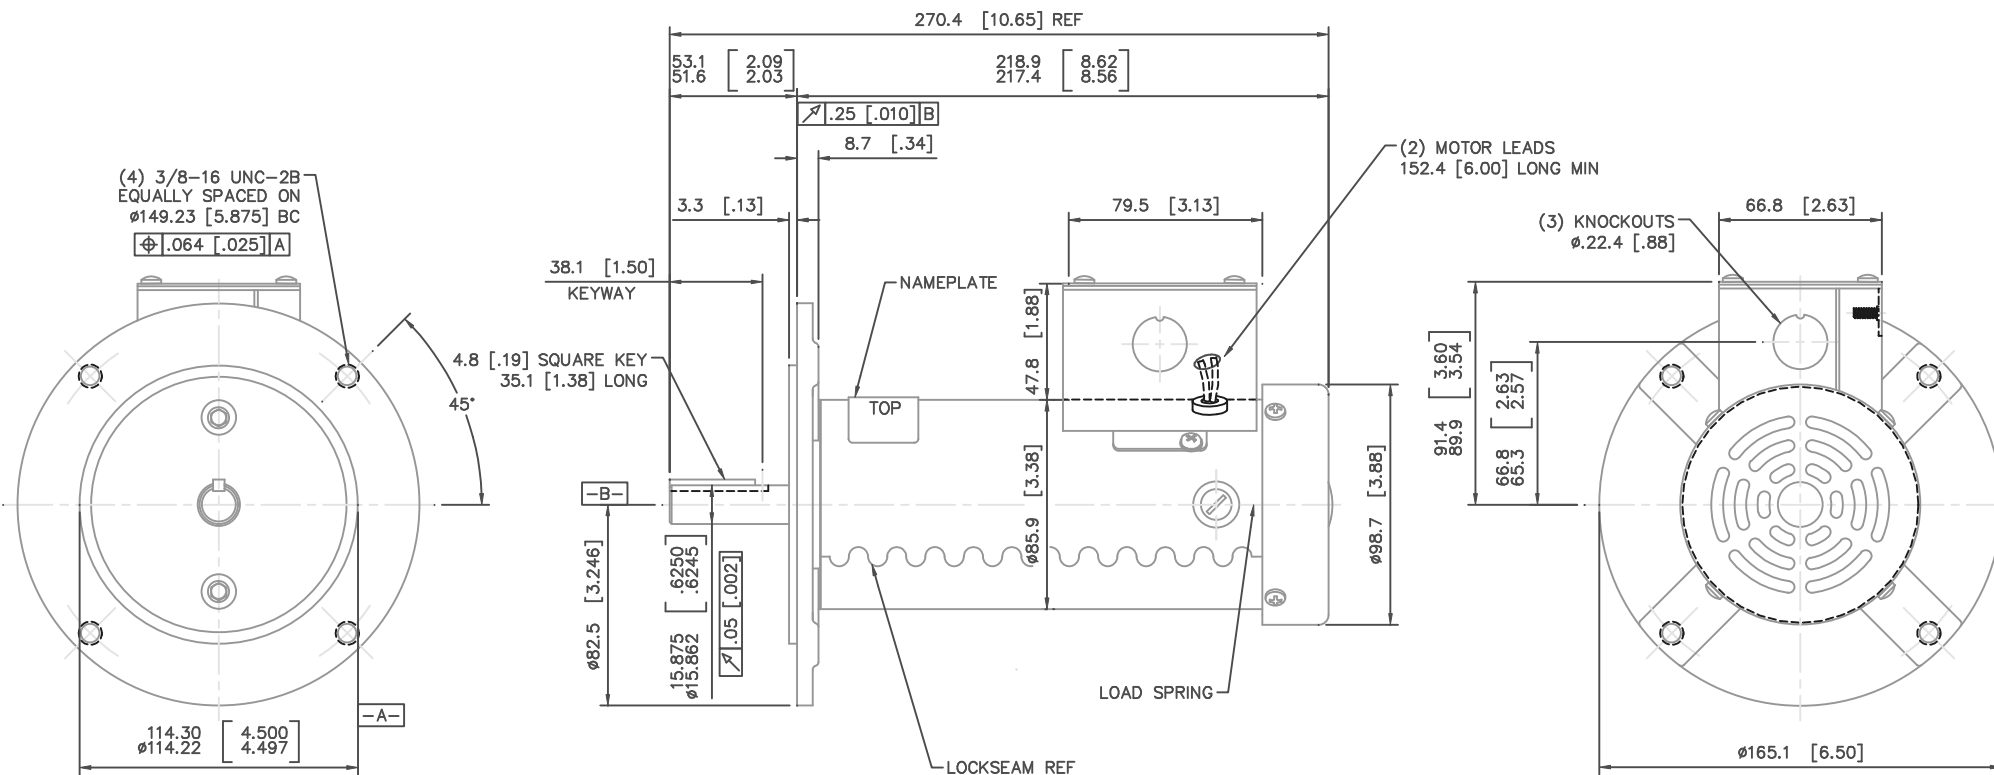 270.4 [10.65] REF
53.1 [2.09
51.6 2.03]
218.9 [8.62
217.4 8.56]
.25 [.010] B
8.7 [.34]
(2) MOTOR LEADS
152.4 [6.00] LONG MIN
(4) 3/8-16 UNC-2B
EQUALLY SPACED ON
ø149.23 [5.875] BC
⌖ .064 [.025] A
3.3 [.13]
79.5 [3.13]
66.8 [2.63]
(3) KNOCKOUTS
ø.22.4 [.88]
38.1 [1.50]
KEYWAY
NAMEPLATE
47.8 [1.88]
4.8 [.19] SQUARE KEY
35.1 [1.38] LONG
45°
TOP
91.4 [3.60
89.9 3.54]
66.8 [2.63
65.3 2.57]
-B-
ø85.9 [3.38]
ø98.7 [3.88]
ø82.5 [3.246]
15.875 [.6250
ø15.862 .6245]
.05 [.002]
LOAD SPRING
-A-
114.30 [4.500
ø114.22 4.497]
LOCKSEAM REF
ø165.1 [6.50]